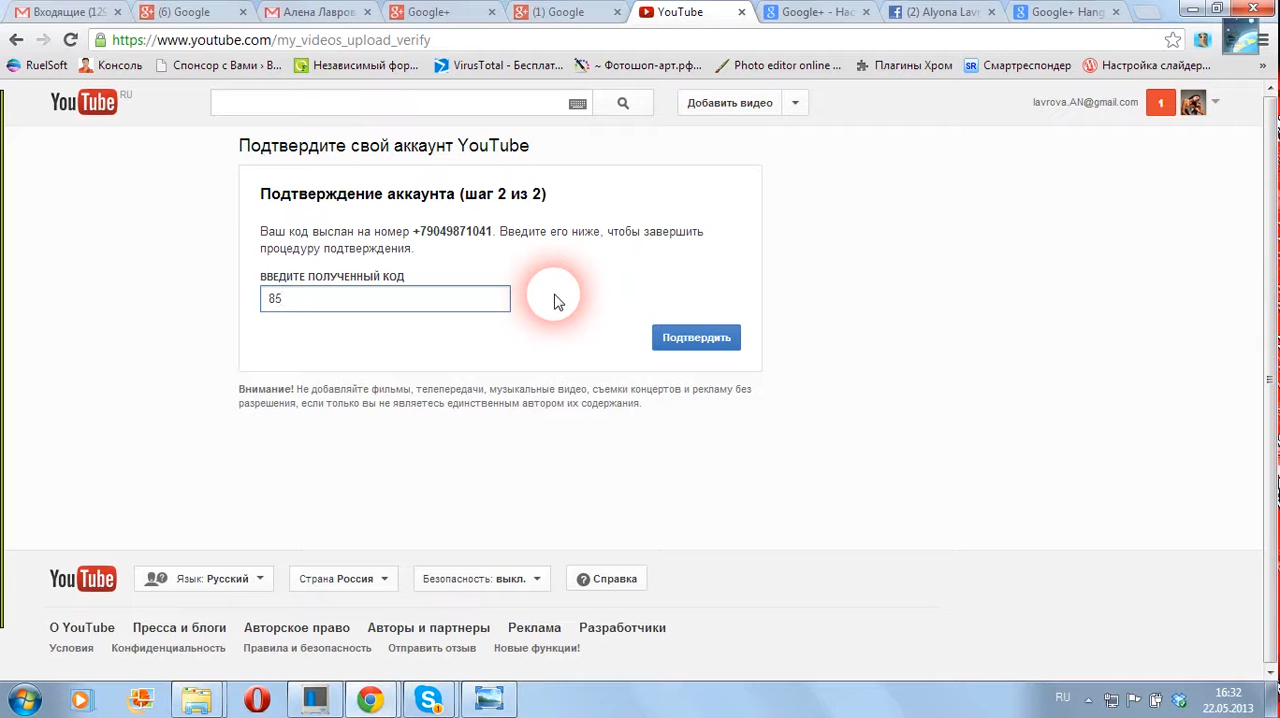 Входящие (129
(6) Google
Алена Лавров
Google+
(1) Google
YouTube
Google+ - Нас
(2) Alyona Lavr
Google+ Hang
https://www.youtube.com/my_videos_upload_verify
RuelSoft
Консоль
Спонсор с Вами › В...
Независимый фор...
VirusTotal - Бесплат...
~ Фотошоп-арт.рф...
Photo editor online ...
Плагины Хром
SR Смартреспондер
Настройка слайдер...
»
YouTube RU
Добавить видео
lavrova.AN@gmail.com
1
Подтвердите свой аккаунт YouTube
Подтверждение аккаунта (шаг 2 из 2)
Ваш код выслан на номер +79049871041. Введите его ниже, чтобы завершить
процедуру подтверждения.
ВВЕДИТЕ ПОЛУЧЕННЫЙ КОД
85
Подтвердить
Внимание! Не добавляйте фильмы, телепередачи, музыкальные видео, съемки концертов и рекламу без
разрешения, если только вы не являетесь единственным автором их содержания.
YouTube
Язык: Русский
Страна Россия
Безопасность: выкл.
Справка
О YouTube
Пресса и блоги
Авторское право
Авторы и партнеры
Реклама
Разработчики
Условия
Конфиденциальность
Правила и безопасность
Отправить отзыв
Новые функции!
RU
16:32
22.05.2013